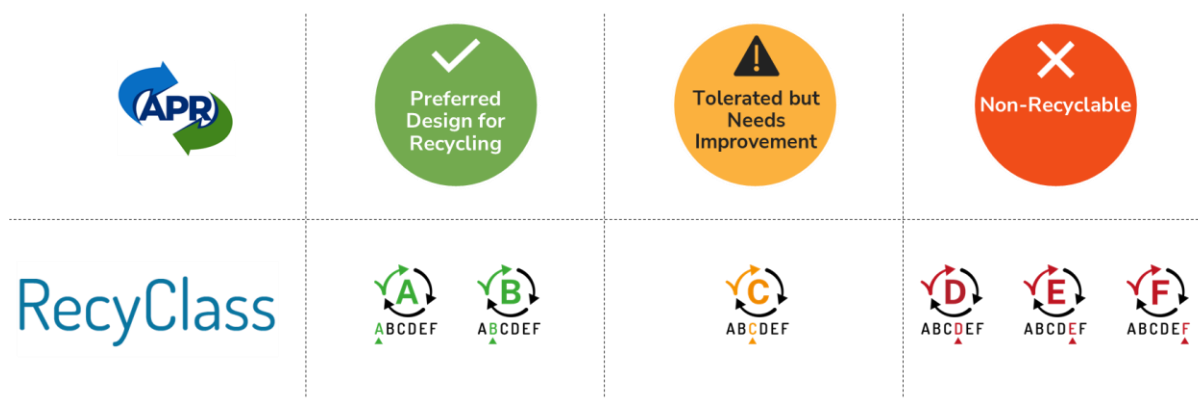 APR
Preferred
Design for
Recycling
Tolerated but
Needs
Improvement
Non-Recyclable
RecyClass
A
ABCDEF
B
ABCDEF
C
ABCDEF
D
ABCDEF
E
ABCDEF
F
ABCDEF